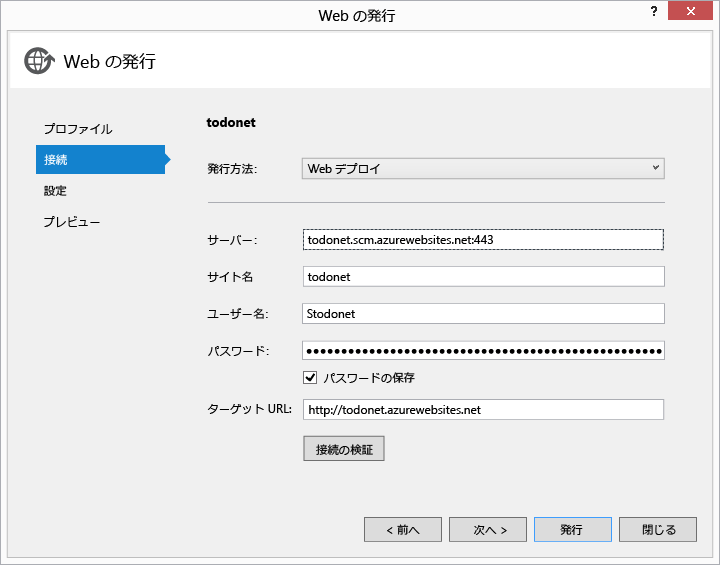 Web の発行
?
Web の発行
プロファイル
接続
設定
プレビュー
todonet
発行方法:
Web デプロイ
サーバー:
todonet.scm.azurewebsites.net:443
サイト名
todonet
ユーザー名:
Stodonet
パスワード:
●●●●●●●●●●●●●●●●●●●●●●●●●●●●●●●●●●●●●●●●●●●●●●●●●●●
パスワードの保存
ターゲット URL:
http://todonet.azurewebsites.net
接続の検証
< 前へ
次へ >
発行
閉じる